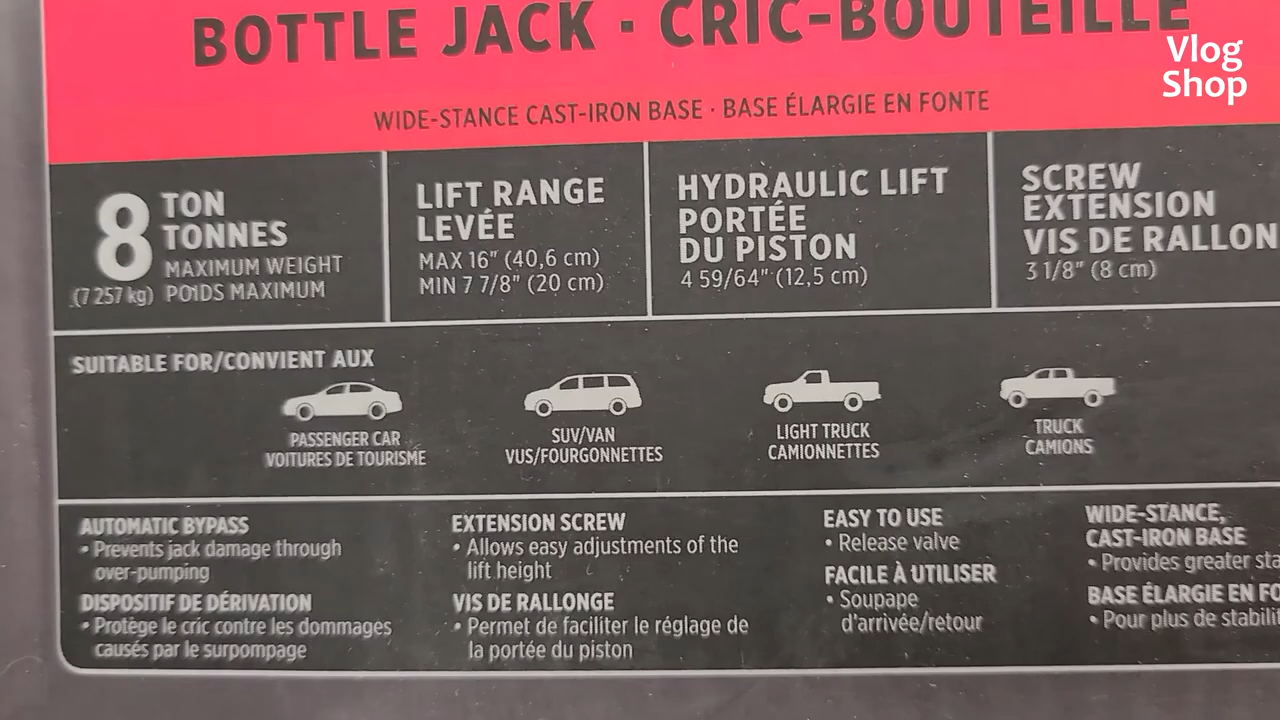 BOTTLE JACK · CRIC-BOUTEILLE
Vlog
Shop
WIDE-STANCE CAST-IRON BASE · BASE ÉLARGIE EN FONTE
8 TON
TONNES
MAXIMUM WEIGHT
(7 257 kg) POIDS MAXIMUM
LIFT RANGE
LEVÉE
MAX 16" (40,6 cm)
MIN 7 7/8" (20 cm)
HYDRAULIC LIFT
PORTÉE
DU PISTON
4 59/64" (12,5 cm)
SCREW
EXTENSION
VIS DE RALLON
3 1/8" (8 cm)
SUITABLE FOR/CONVIENT AUX
PASSENGER CAR
VOITURES DE TOURISME
SUV/VAN
VUS/FOURGONNETTES
LIGHT TRUCK
CAMIONNETTES
TRUCK
CAMIONS
AUTOMATIC BYPASS
• Prevents jack damage through
over-pumping
DISPOSITIF DE DÉRIVATION
• Protège le cric contre les dommages
causés par le surpompage
EXTENSION SCREW
• Allows easy adjustments of the
lift height
VIS DE RALLONGE
• Permet de faciliter le réglage de
la portée du piston
EASY TO USE
• Release valve
FACILE À UTILISER
• Soupape
d'arrivée/retour
WIDE-STANCE,
CAST-IRON BASE
• Provides greater sta
BASE ÉLARGIE EN FO
• Pour plus de stabilit